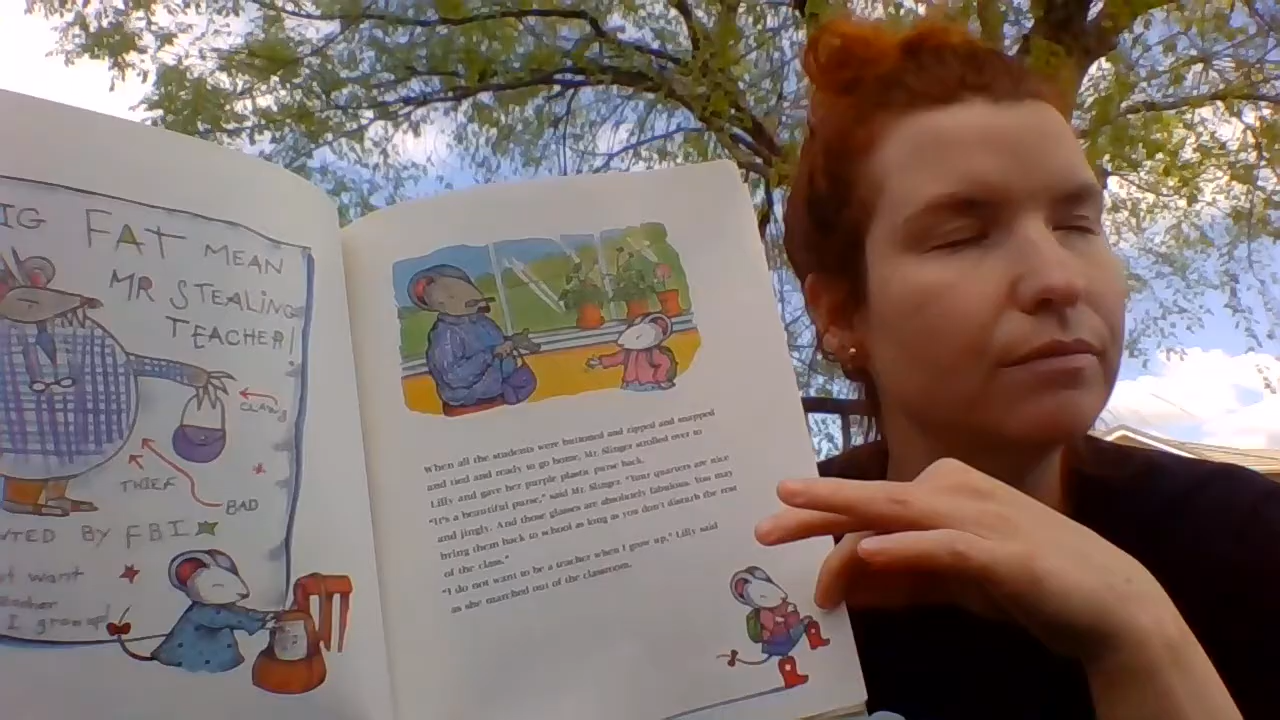 IG FAT MEAN
MR STEALING
TEACHER!
CLAWS
THIEF
BAD
TED BY FBI
want
I grow up!
When all the students were buttoned and zipped and snapped
and tied and ready to go home, Mr. Slinger strolled over to
Lilly and gave her purple plastic purse back.
"It's a beautiful purse," said Mr. Slinger. "Your quarters are nice
and jingly. And those glasses are absolutely fabulous. You may
bring them back to school as long as you don't disturb the rest
of the class."
"I do not want to be a teacher when I grow up," Lilly said
as she marched out of the classroom.